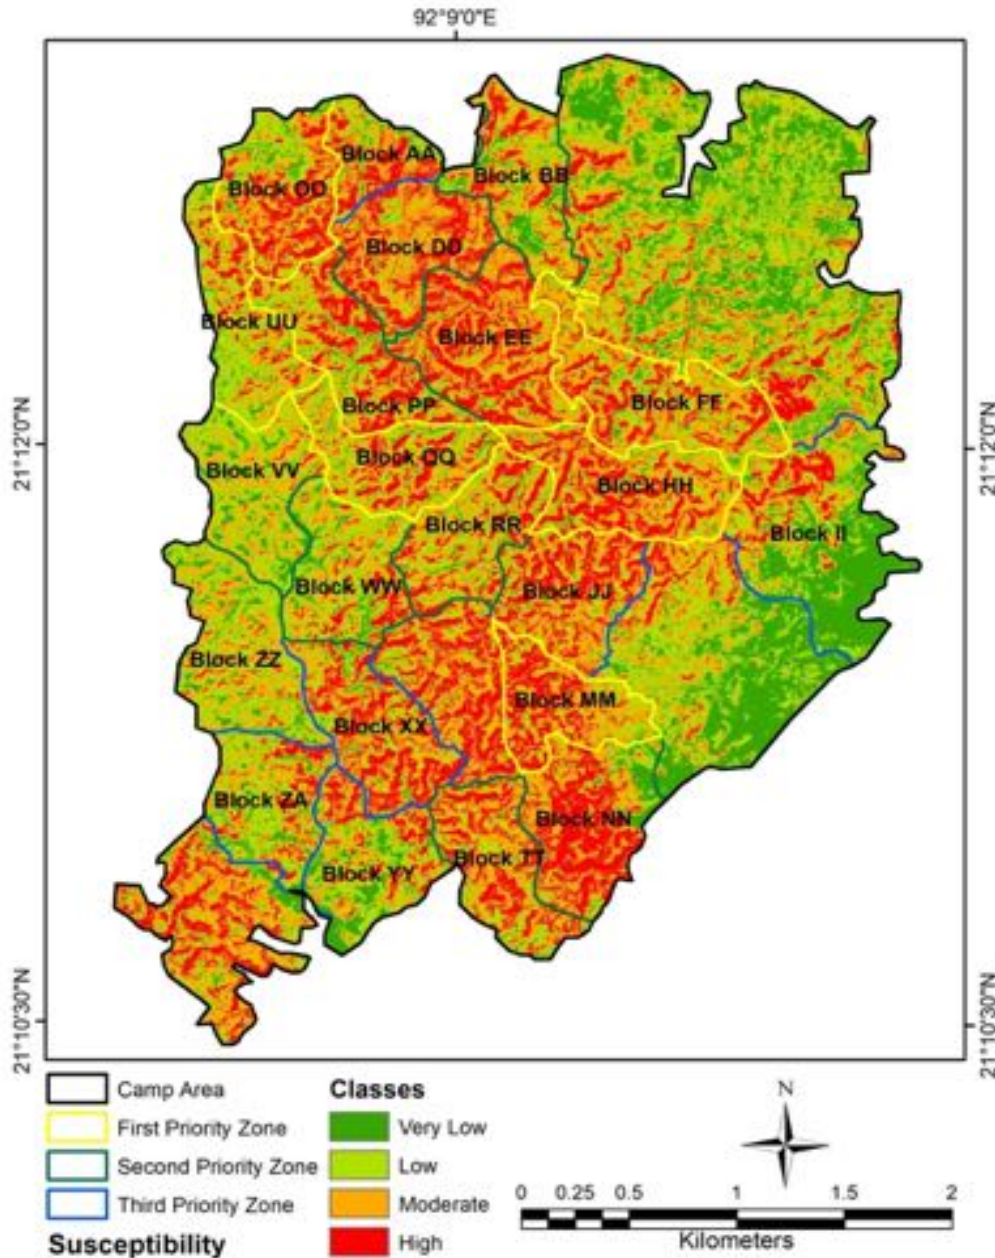 92°9'0"E
Block AA
Block BB
Block OO
Block DD
Block UU
Block EE
Block PP
Block FF
21°12'0"N
21°12'0"N
Block QQ
Block VV
Block HH
Block RR
Block II
Block WW
Block JJ
Block ZZ
Block MM
Block XX
Block ZA
Block NN
Block TT
Block YY
21°10'30"N
21°10'30"N
Camp Area
First Priority Zone
Second Priority Zone
Third Priority Zone
Susceptibility
Classes
Very Low
Low
Moderate
High
N
0 0.25 0.5 1 1.5 2
Kilometers